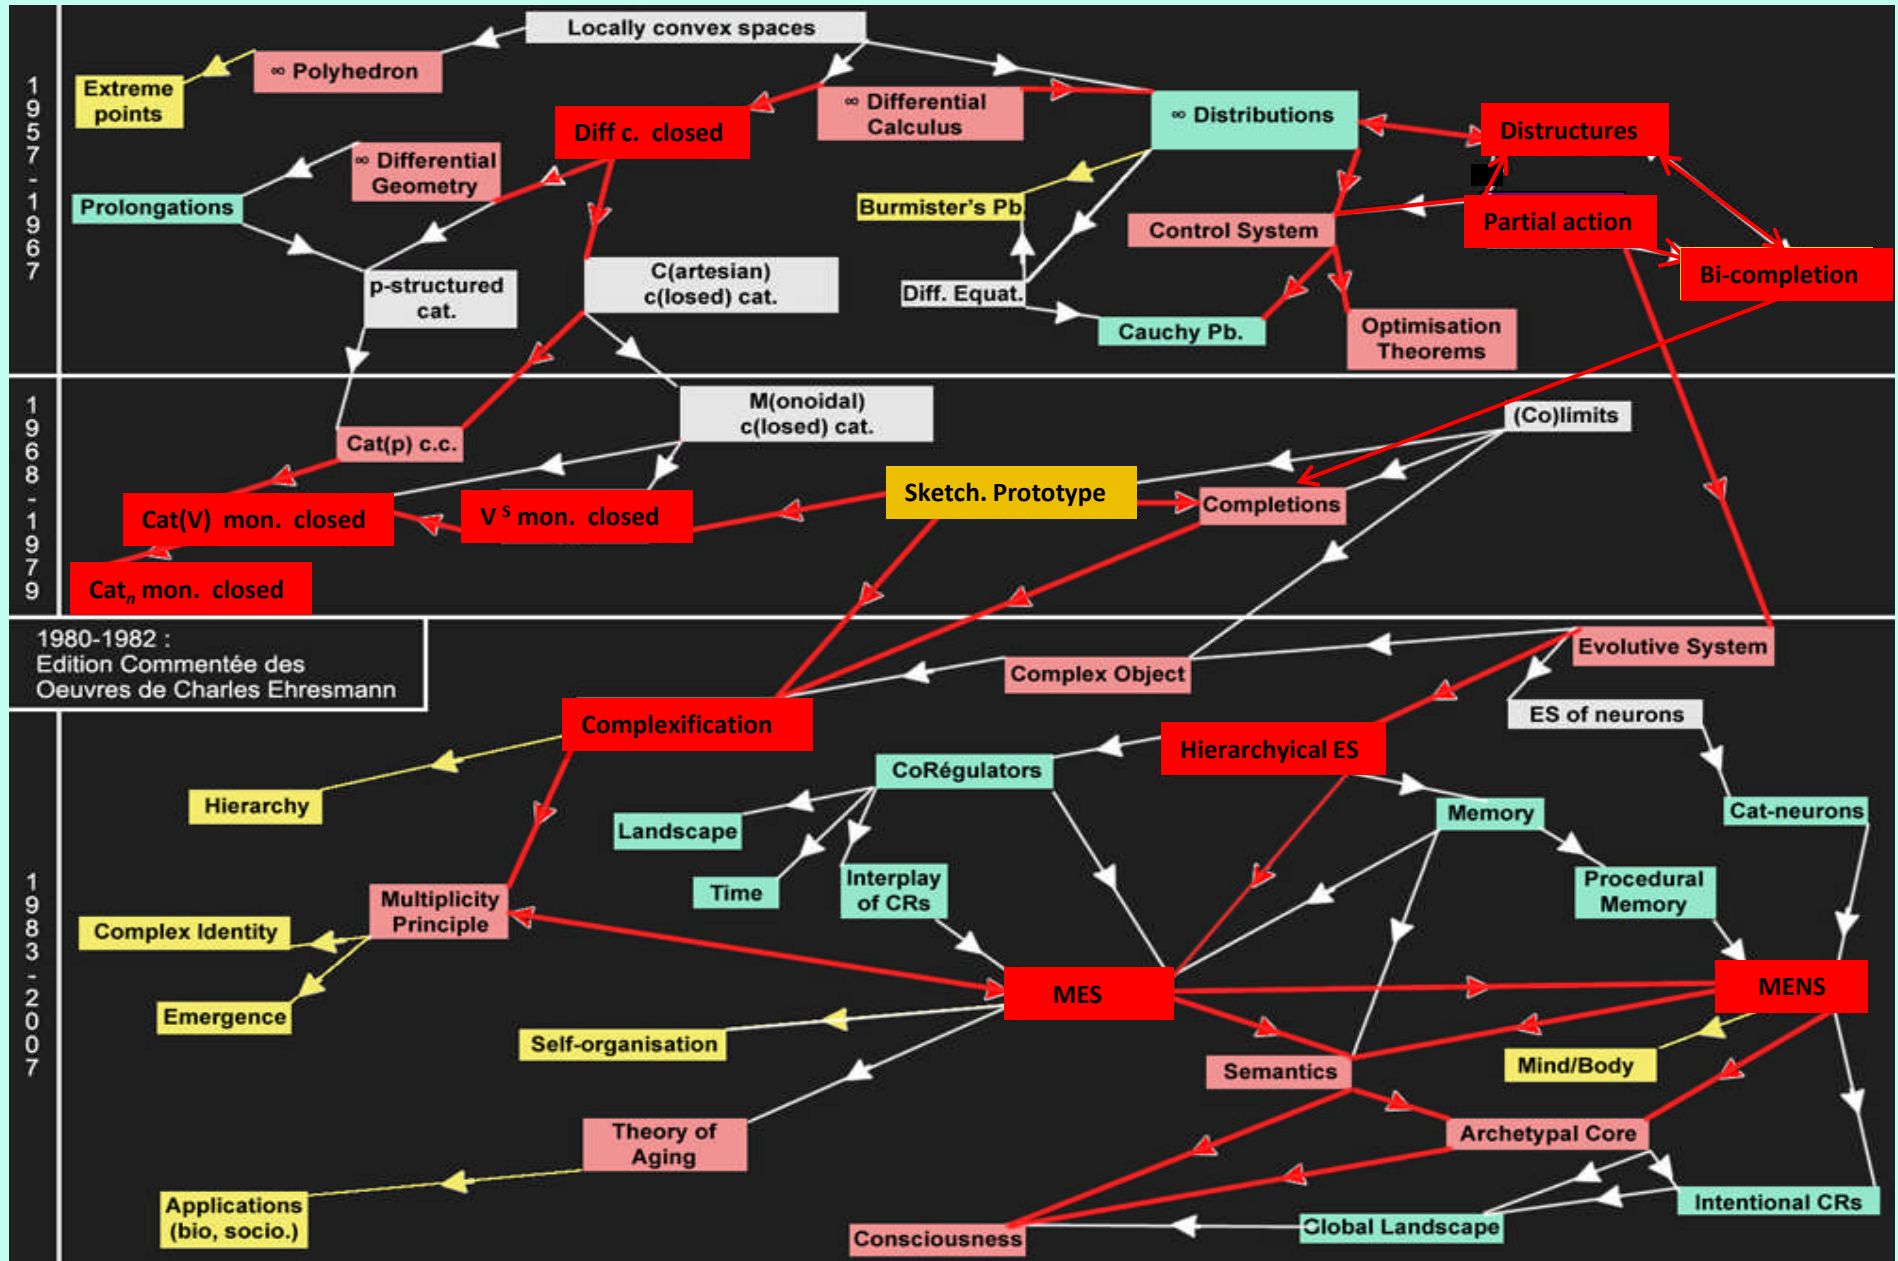 Locally convex spaces
∞ Polyhedron
Extreme
points
∞ Differential
Calculus
∞ Distributions
Distructures
Diff c. closed
∞ Differential
Geometry
Prolongations
Burmister's Pb.
Control System
Partial action
Bi-completion
p-structured
cat.
C(artesian)
c(losed) cat.
Diff. Equat.
Cauchy Pb.
Optimisation
Theorems
1957-1967
M(onoidal)
c(losed) cat.
(Co)limits
Cat(p) c.c.
Sketch. Prototype
Completions
Cat(V) mon. closed
V S mon. closed
Catn mon. closed
1968-1979
1980-1982 :
Edition Commentée des
Oeuvres de Charles Ehresmann
Evolutive System
Complex Object
ES of neurons
Complexification
Hierarchyical ES
CoRégulators
Hierarchy
Landscape
Memory
Cat-neurons
Time
Interplay
of CRs
Procedural
Memory
Multiplicity
Principle
Complex Identity
Emergence
MES
MENS
Self-organisation
Semantics
Mind/Body
Theory of
Aging
Archetypal Core
Applications
(bio, socio.)
Intentional CRs
Global Landscape
Consciousness
1983-2007